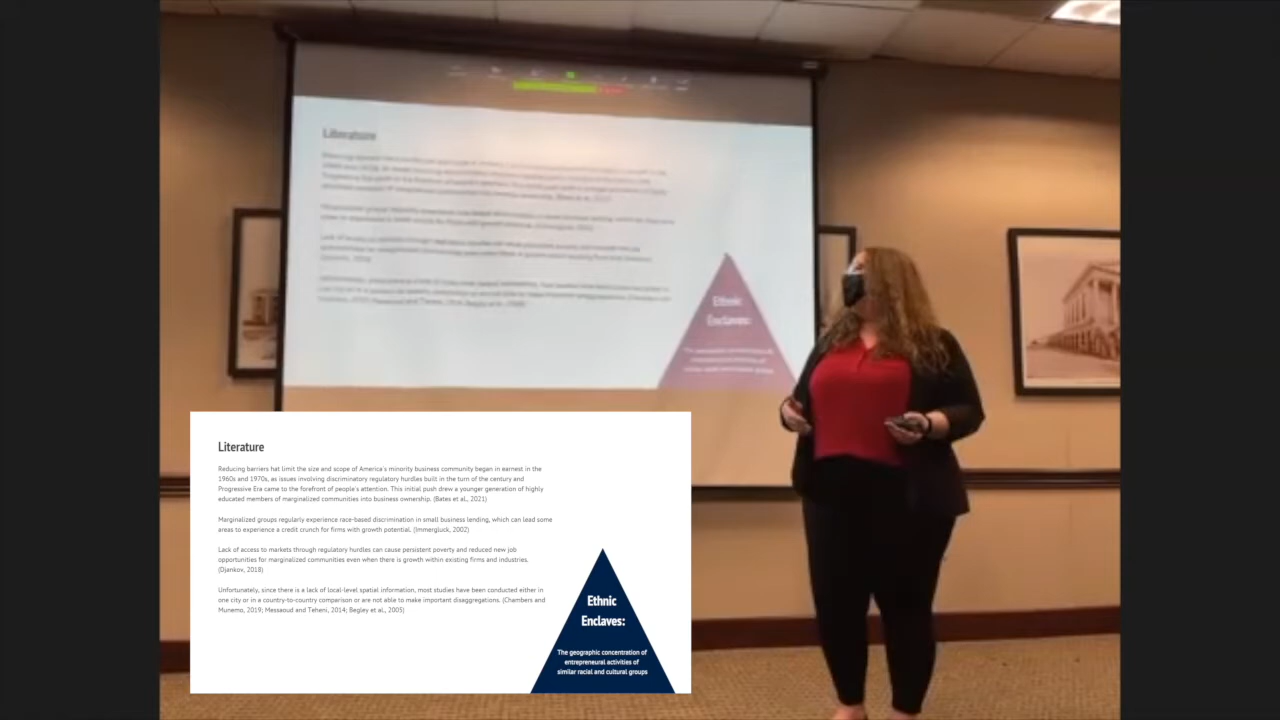 Literature
Ethnic
Enclaves:
Literature
Reducing barriers hat limit the size and scope of America's minority business community began in earnest in the
1960s and 1970s, as issues involving discriminatory regulatory hurdles built in the turn of the century and
Progressive Era came to the forefront of people's attention. This initial push drew a younger generation of highly
educated members of marginalized communities into business ownership. (Bates et al., 2021)
Marginalized groups regularly experience race-based discrimination in small business lending, which can lead some
areas to experience a credit crunch for firms with growth potential. (Immergluck, 2002)
Lack of access to markets through regulatory hurdles can cause persistent poverty and reduced new job
opportunities for marginalized communities even when there is growth within existing firms and industries.
(Djankov, 2018)
Unfortunately, since there is a lack of local-level spatial information, most studies have been conducted either in
one city or in a country-to-country comparison or are not able to make important disaggregations. (Chambers and
Munemo, 2019; Messaoud and Teheni, 2014; Begley et al., 2005)
Ethnic
Enclaves:
The geographic concentration of
entrepreneural activities of
similar racial and cultural groups